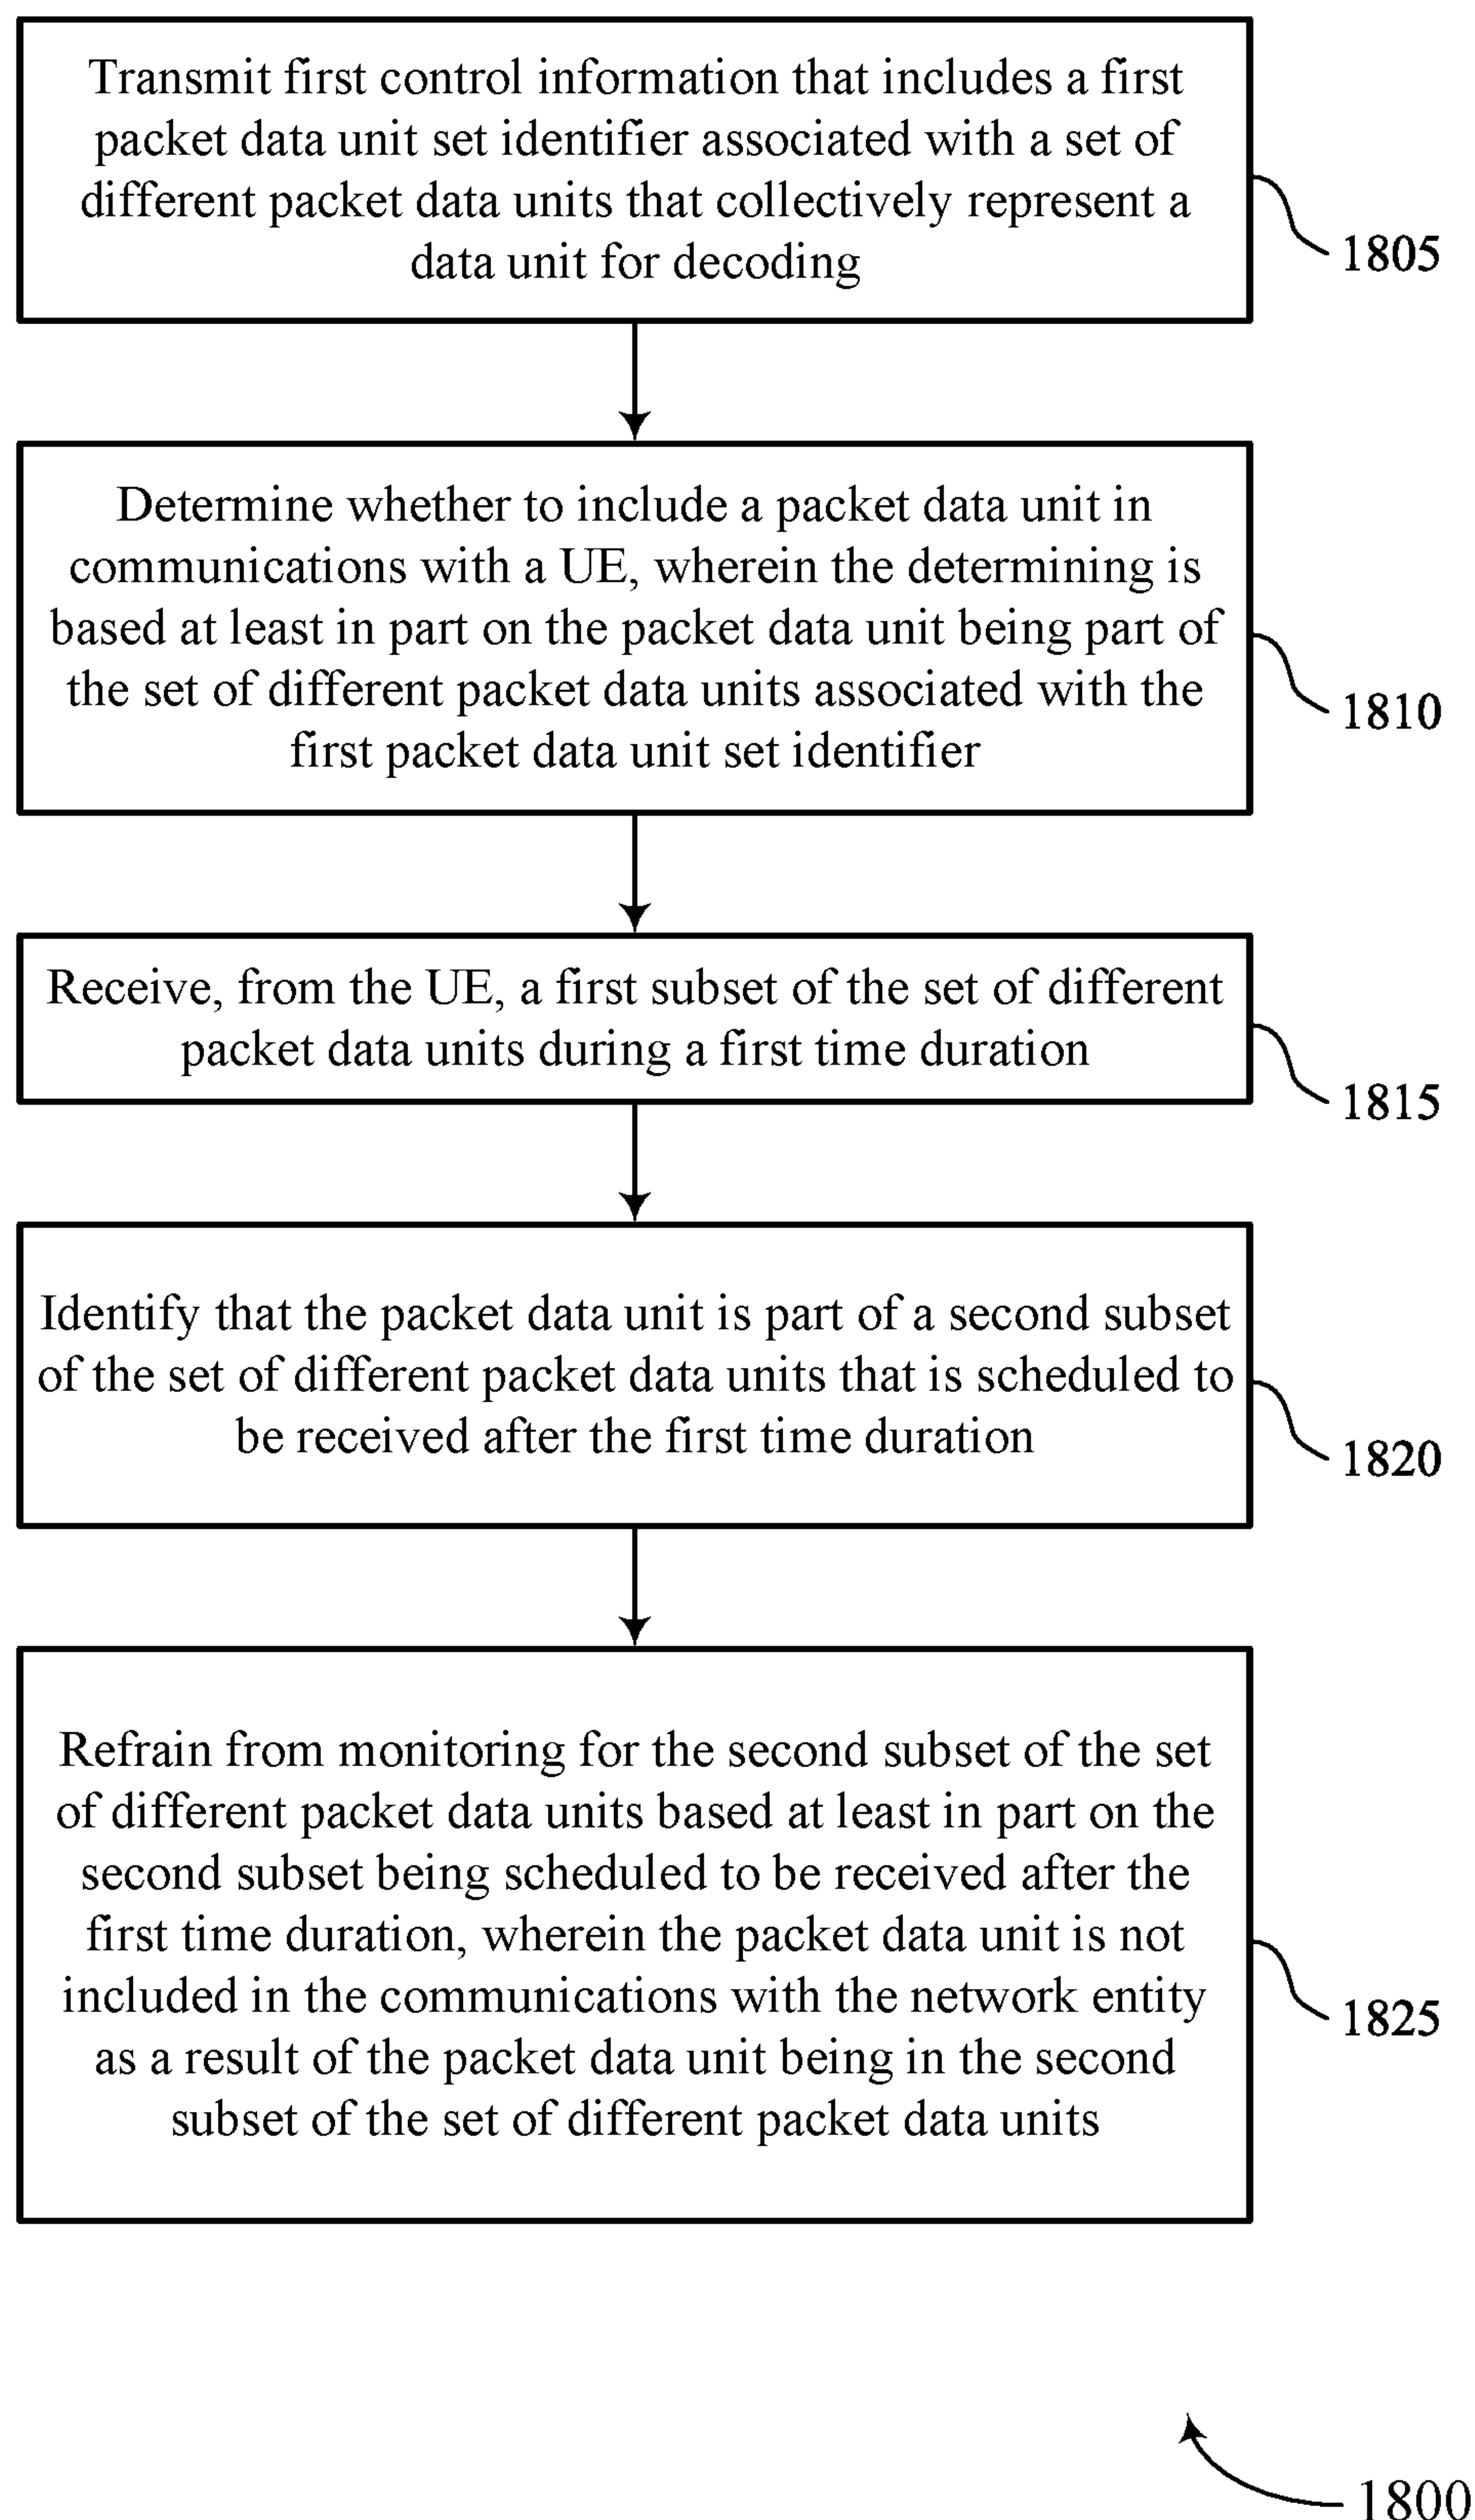 Transmit first control information that includes a first
packet data unit set identifier associated with a set of
different packet data units that collectively represent a
data unit for decoding
1805
Determine whether to include a packet data unit in
communications with a UE, wherein the determining is
based at least in part on the packet data unit being part of
the set of different packet data units associated with the
first packet data unit set identifier
1810
Receive, from the UE, a first subset of the set of different
packet data units during a first time duration
1815
Identify that the packet data unit is part of a second subset
of the set of different packet data units that is scheduled to
be received after the first time duration
1820
Refrain from monitoring for the second subset of the set
of different packet data units based at least in part on the
second subset being scheduled to be received after the
first time duration, wherein the packet data unit is not
included in the communications with the network entity
as a result of the packet data unit being in the second
subset of the set of different packet data units
1825
1800